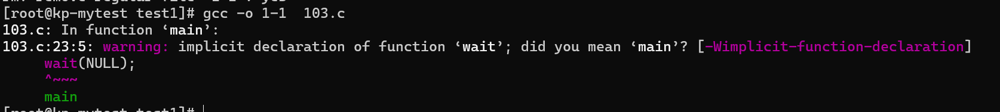 [root@kp-mytest test1]# gcc -o 1-1  103.c
103.c: In function ‘main’:
103.c:23:5: warning: implicit declaration of function ‘wait’; did you mean ‘main’? [-Wimplicit-function-declaration]
     wait(NULL);
     ^~~~
     main
[root@kp-mytest test1]#